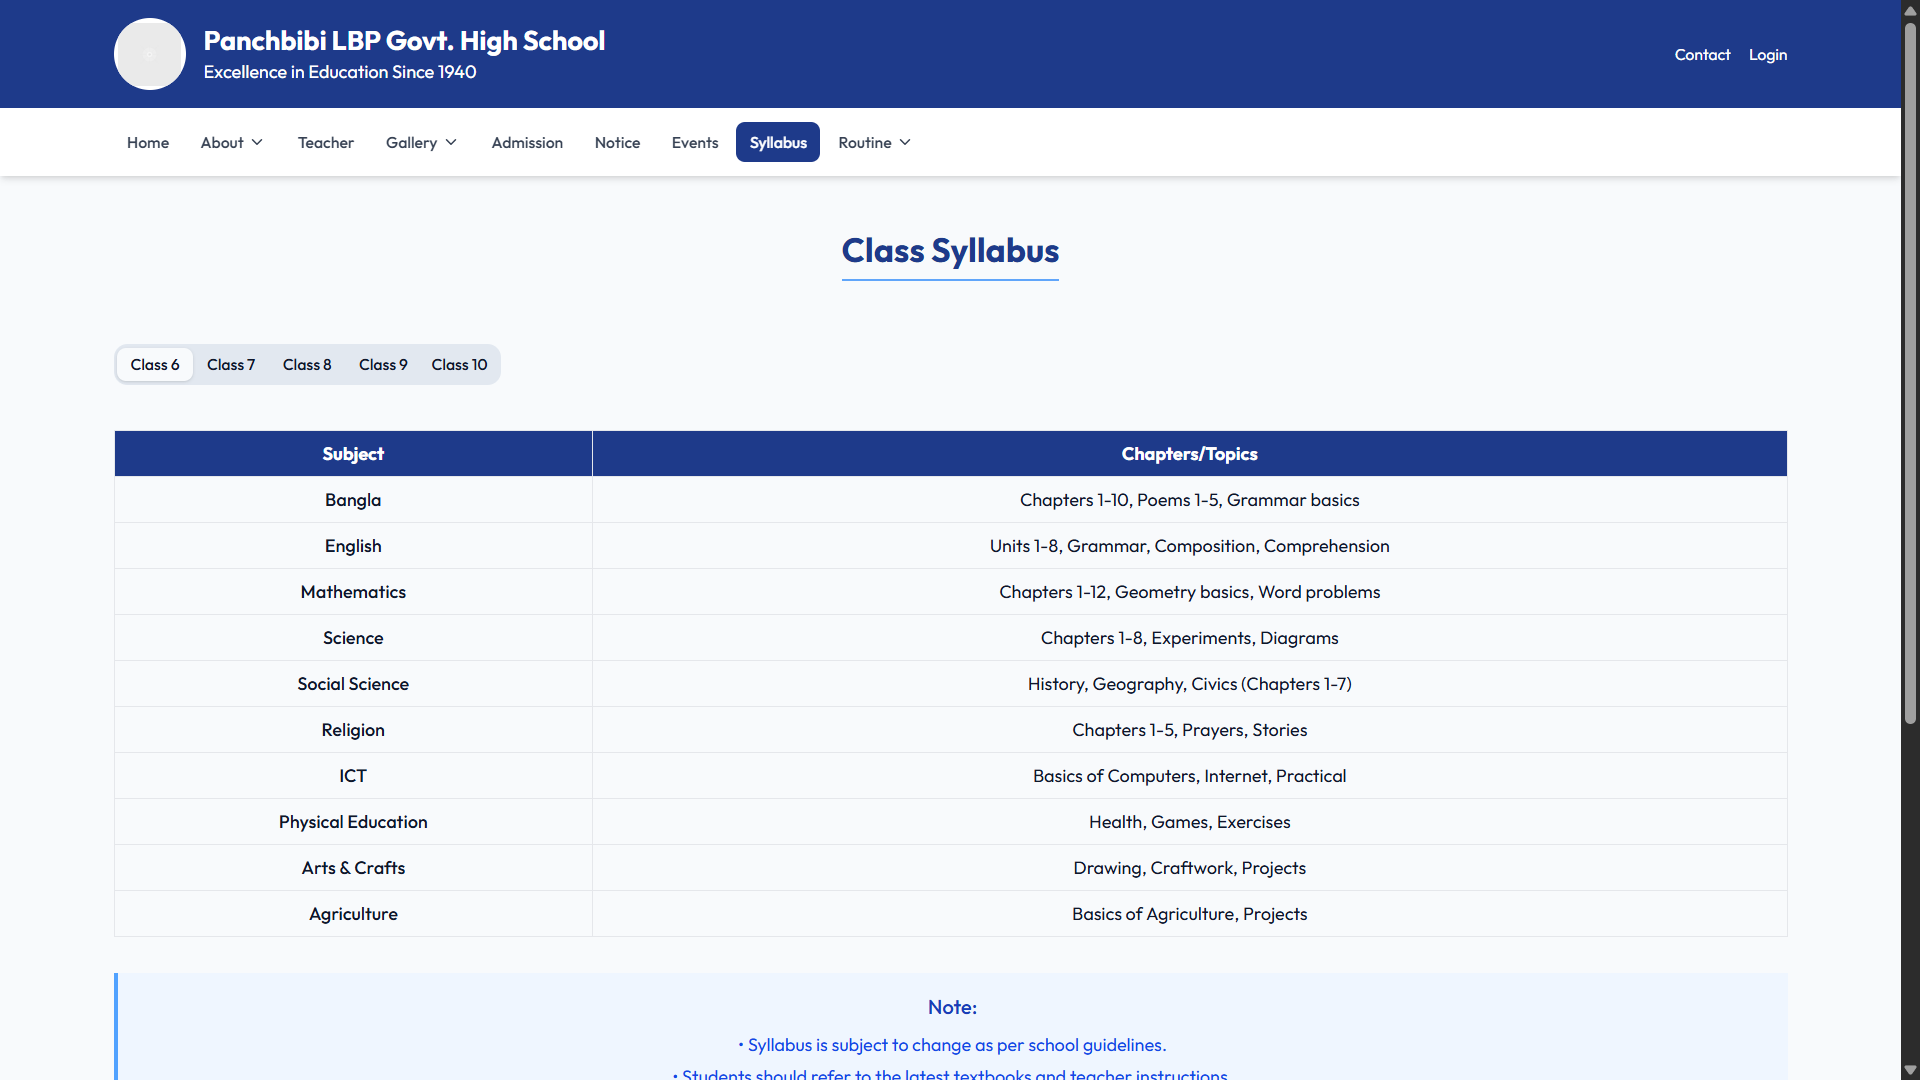 Panchbibi LBP Govt. High School
Excellence in Education Since 1940
Contact Login
Home About Teacher Gallery Admission Notice Events Syllabus Routine
Class Syllabus
Class 6 Class 7 Class 8 Class 9 Class 10
Subject Chapters/Topics
Bangla Chapters 1-10, Poems 1-5, Grammar basics
English Units 1-8, Grammar, Composition, Comprehension
Mathematics Chapters 1-12, Geometry basics, Word problems
Science Chapters 1-8, Experiments, Diagrams
Social Science History, Geography, Civics (Chapters 1-7)
Religion Chapters 1-5, Prayers, Stories
ICT Basics of Computers, Internet, Practical
Physical Education Health, Games, Exercises
Arts & Crafts Drawing, Craftwork, Projects
Agriculture Basics of Agriculture, Projects
Note:
• Syllabus is subject to change as per school guidelines.
• Students should refer to the latest textbooks and teacher instructions.